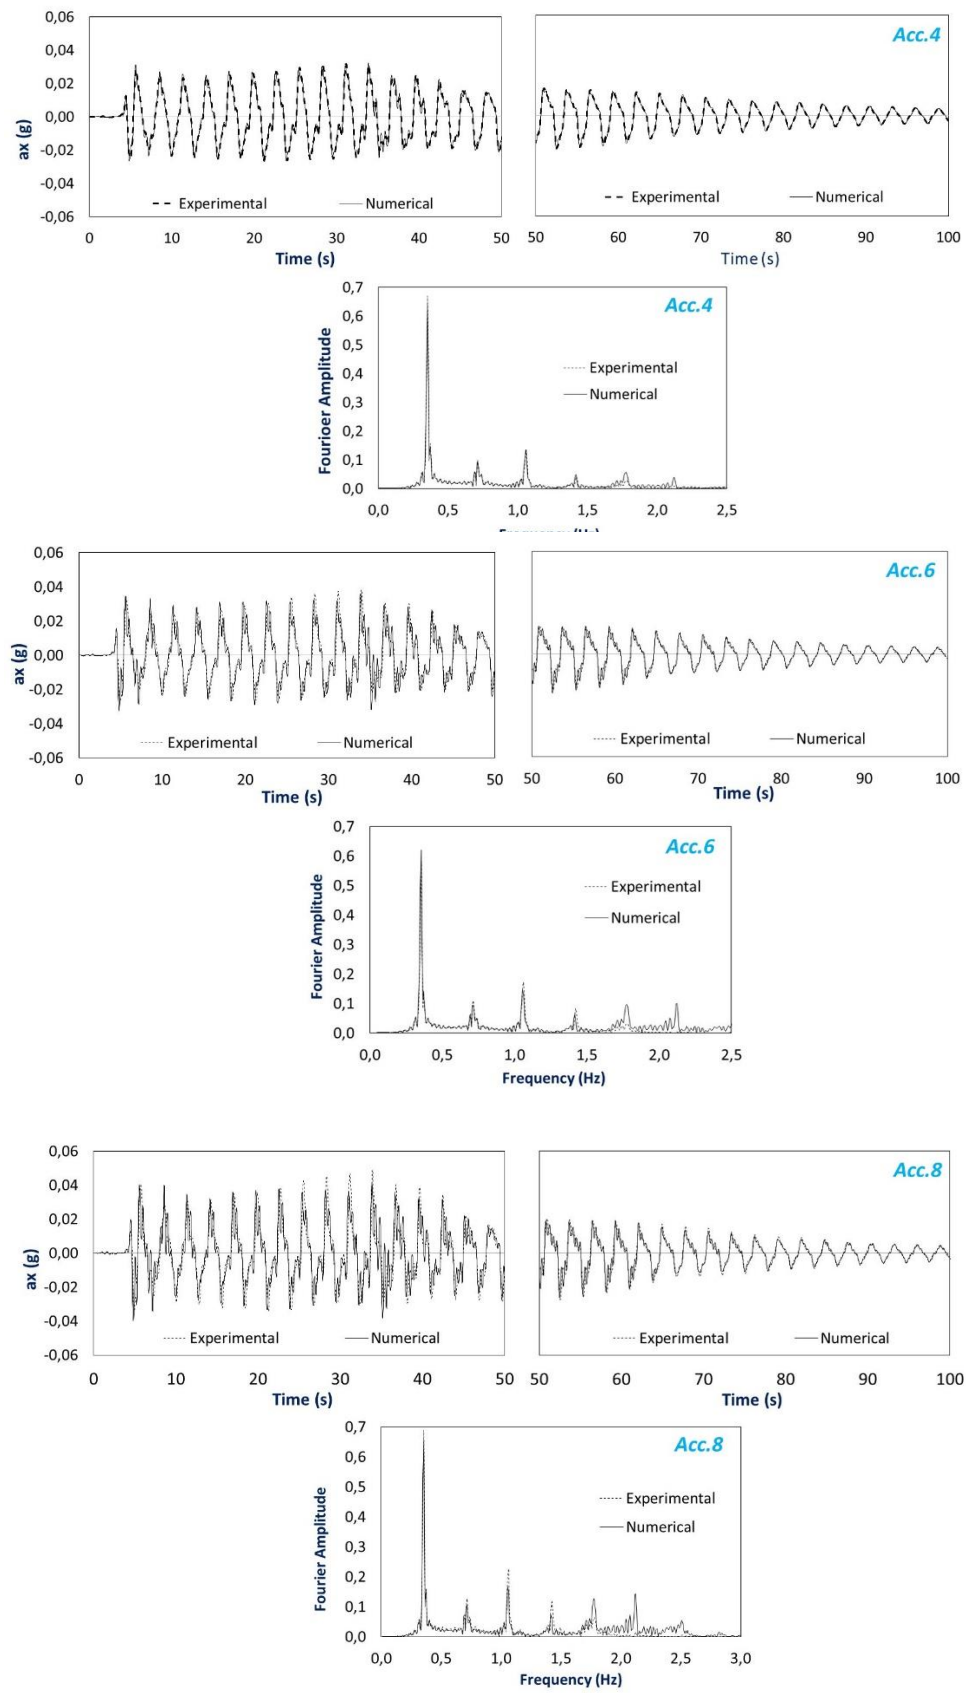 0,06
0,04
0,02
0,00
-0,02
-0,04
-0,06
ax (g)
Experimental
Numerical
0 10 20 30 40 50
Time (s)
Acc.4
Experimental
Numerical
50 60 70 80 90 100
Time (s)
0,7
0,6
0,5
0,4
0,3
0,2
0,1
0,0
Fourioer Amplitude
Acc.4
Experimental
Numerical
0,0 0,5 1,0 1,5 2,0 2,5
Frequency (Hz)
0,06
0,04
0,02
0,00
-0,02
-0,04
-0,06
ax (g)
Experimental
Numerical
0 10 20 30 40 50
Time (s)
Acc.6
Experimental
Numerical
50 60 70 80 90 100
Time (s)
0,7
0,6
0,5
0,4
0,3
0,2
0,1
0,0
Fourier Amplitude
Acc.6
Experimental
Numerical
0,0 0,5 1,0 1,5 2,0 2,5
Frequency (Hz)
0,06
0,04
0,02
0,00
-0,02
-0,04
-0,06
ax (g)
Experimental
Numerical
0 10 20 30 40 50
Time (s)
Acc.8
Experimental
Numerical
50 60 70 80 90 100
Time (s)
0,7
0,6
0,5
0,4
0,3
0,2
0,1
0,0
Fourier Amplitude
Acc.8
Experimental
Numerical
0,0 0,5 1,0 1,5 2,0 2,5 3,0
Frequency (Hz)